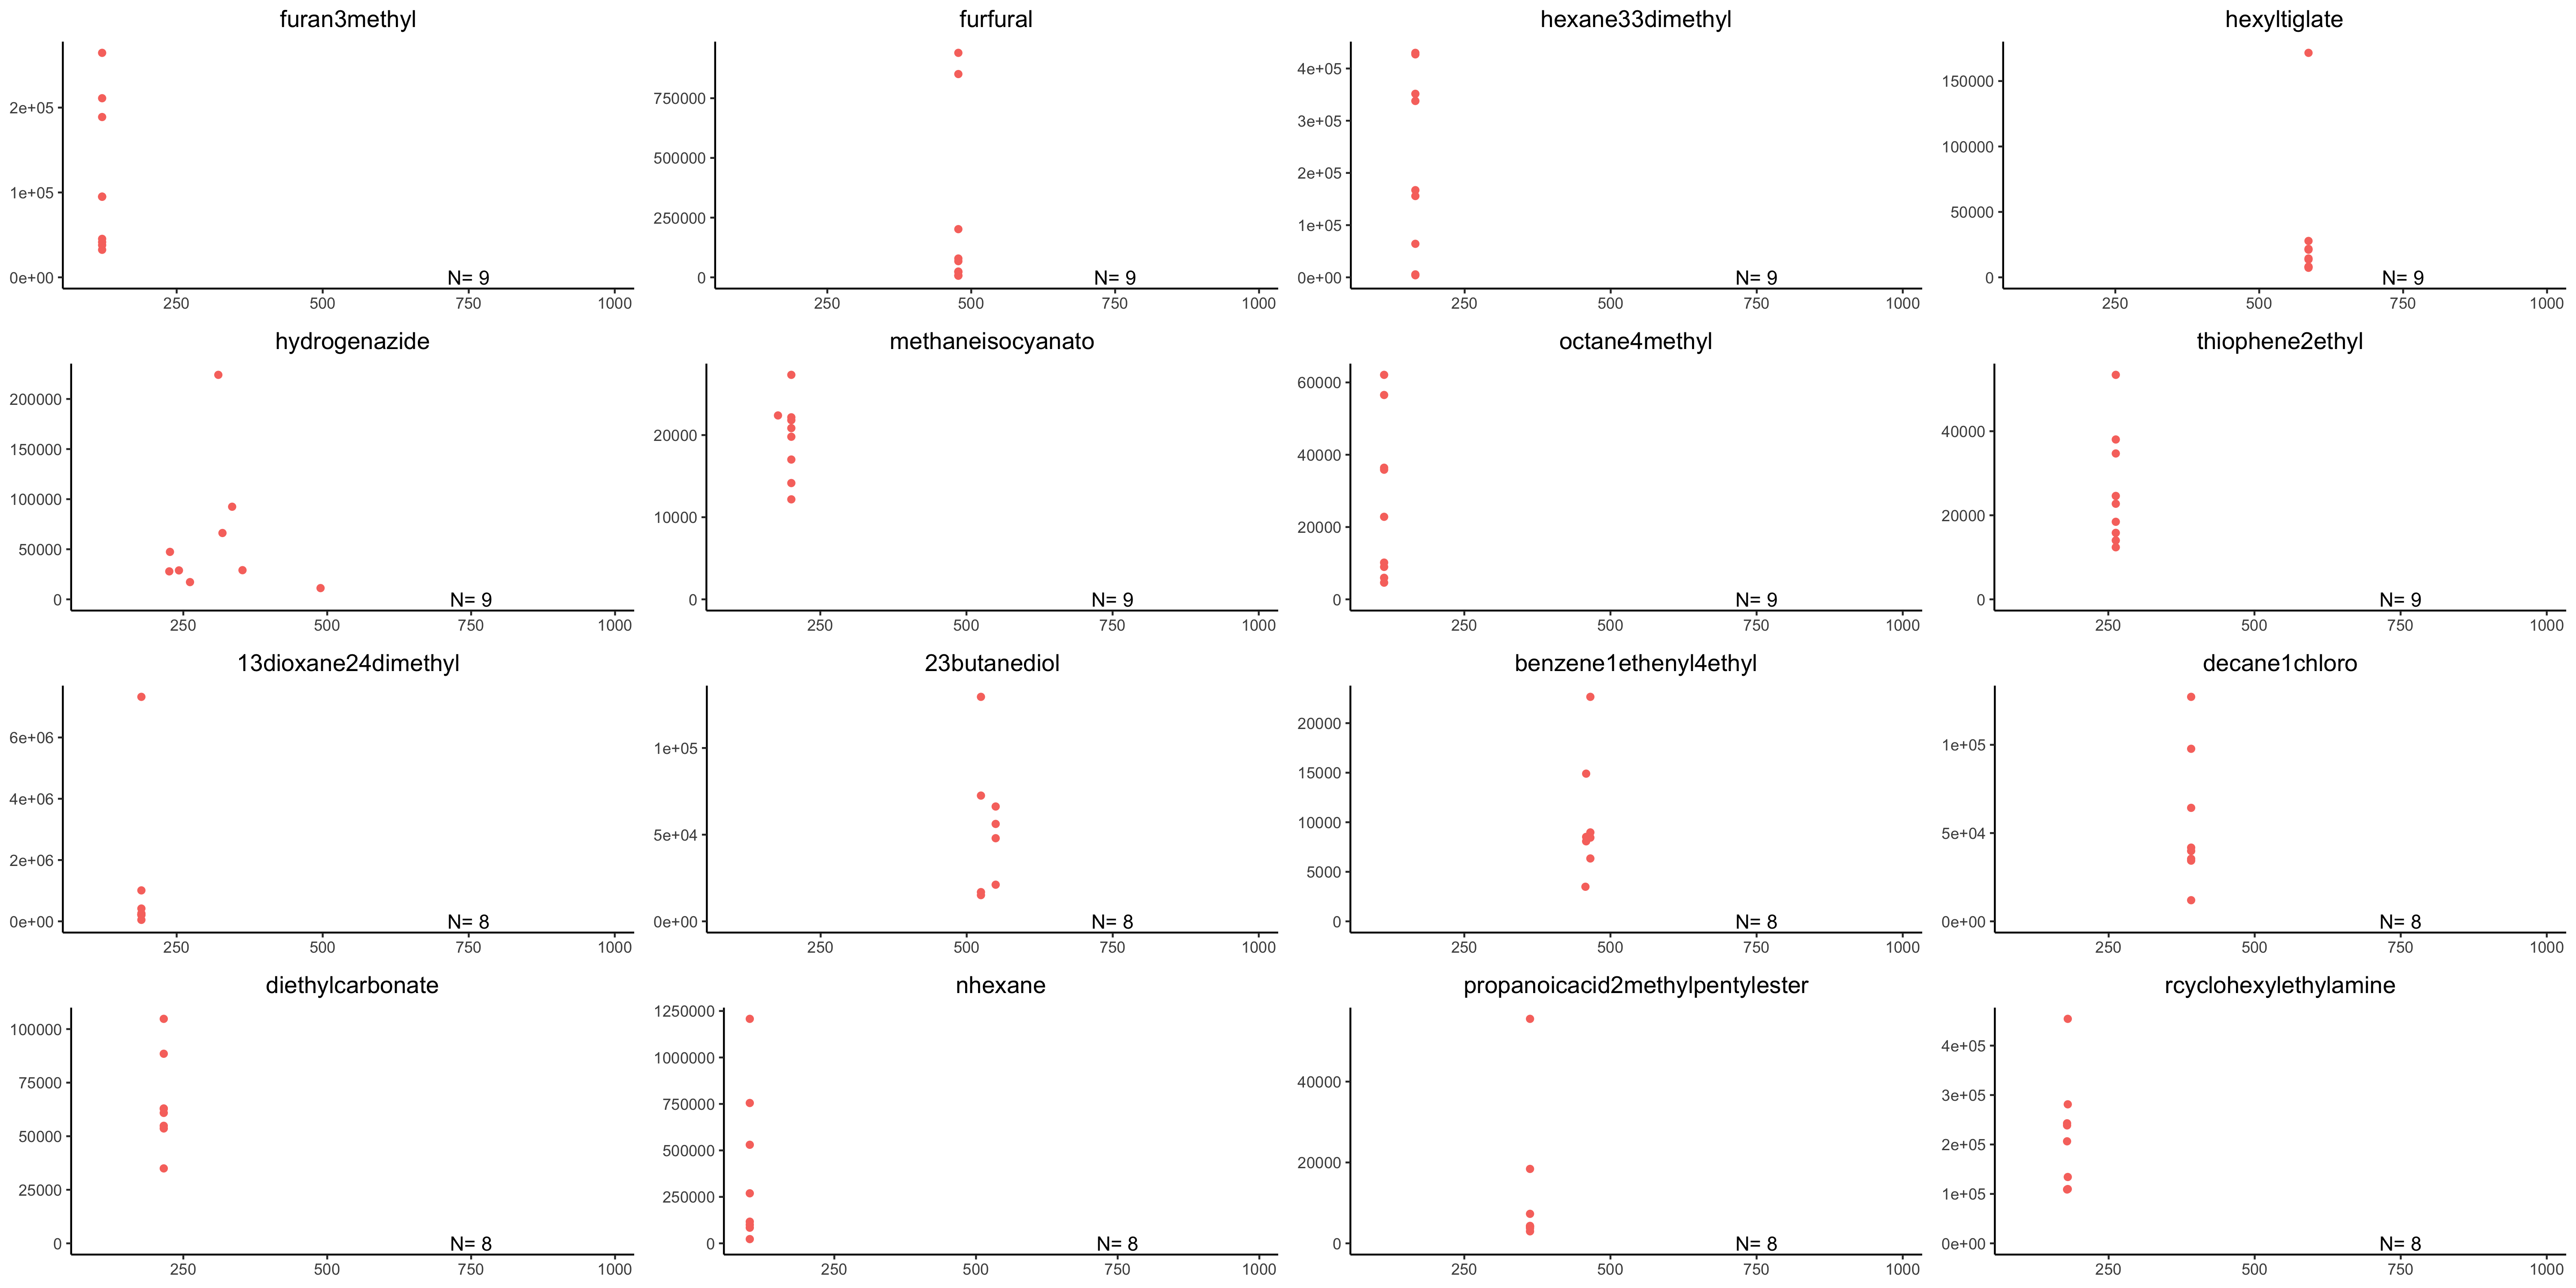 furan3methyl furfural hexane33dimethyl hexyltiglate
2e+05
1e+05
0e+00
N= 9
250 500 750 1000
750000
500000
250000
0
N= 9
250 500 750 1000
4e+05
3e+05
2e+05
1e+05
0e+00
N= 9
250 500 750 1000
150000
100000
50000
0
N= 9
250 500 750 1000
hydrogenazide methaneisocyanato octane4methyl thiophene2ethyl
200000
150000
100000
50000
0
N= 9
250 500 750 1000
20000
10000
0
N= 9
250 500 750 1000
60000
40000
20000
0
N= 9
250 500 750 1000
40000
20000
0
N= 9
250 500 750 1000
13dioxane24dimethyl 23butanediol benzene1ethenyl4ethyl decane1chloro
6e+06
4e+06
2e+06
0e+00
N= 8
250 500 750 1000
1e+05
5e+04
0e+00
N= 8
250 500 750 1000
20000
15000
10000
5000
0
N= 8
250 500 750 1000
1e+05
5e+04
0e+00
N= 8
250 500 750 1000
diethylcarbonate nhexane propanoicacid2methylpentylester rcyclohexylethylamine
100000
75000
50000
25000
0
N= 8
250 500 750 1000
1250000
1000000
750000
500000
250000
0
N= 8
250 500 750 1000
40000
20000
0
N= 8
250 500 750 1000
4e+05
3e+05
2e+05
1e+05
0e+00
N= 8
250 500 750 1000